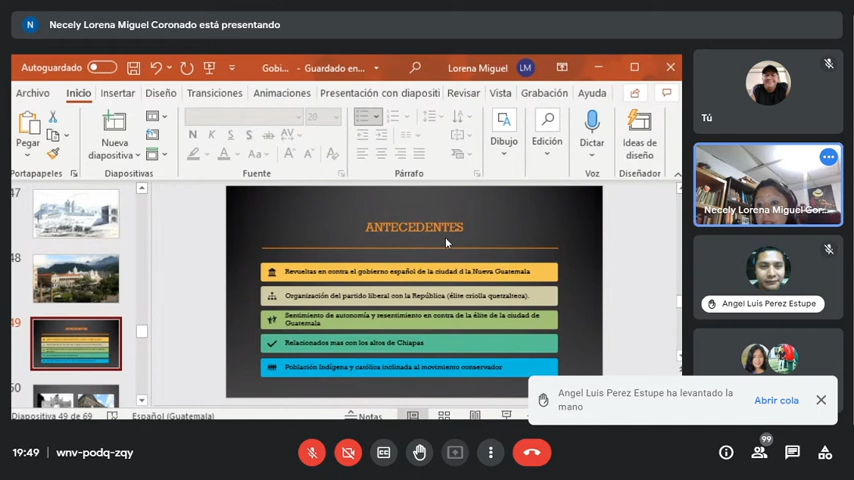 N Necely Lorena Miguel Coronado está presentando
Autoguardado
Gobi... - Guardado en...
Lorena Miguel LM
Archivo Inicio Insertar Diseño Transiciones Animaciones Presentación con diapositi Revisar Vista Grabación Ayuda
20
Pegar
Nueva
diapositiva
N K S S ab AV
Aa A A
Dibujo
Edición
Dictar
Ideas de
diseño
Portapapeles Diapositivas Fuente Párrafo Voz Diseñador
47
48
49
50
ANTECEDENTES
Revueltas en contra el gobierno español de la ciudad d la Nueva Guatemala
Organización del partido liberal con la República (élite criolla quetzalteca).
Sentimiento de autonomía y resentimiento en contra de la élite de la ciudad de
Guatemala
Relacionados mas con los altos de Chiapas
Población Indígena y católica inclinada al movimiento conservador
Diapositiva 49 de 69 Español (Guatemala) Notas
Tú
Necely Lorena Miguel Cor...
Angel Luis Perez Estupe
Angel Luis Perez Estupe ha levantado la
mano
Abrir cola
19:49 wnv-podq-zqy
99